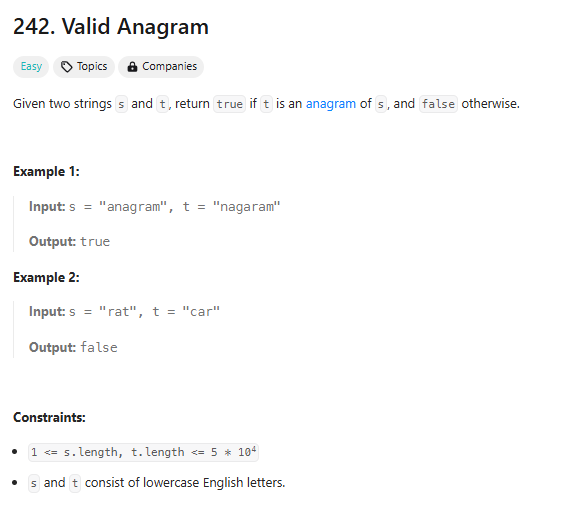 242. Valid Anagram
Easy Topics Companies
Given two strings s and t, return true if t is an anagram of s, and false otherwise.
Example 1:
Input: s = "anagram", t = "nagaram"
Output: true
Example 2:
Input: s = "rat", t = "car"
Output: false
Constraints:
• 1 <= s.length, t.length <= 5 * 10⁴
• s and t consist of lowercase English letters.